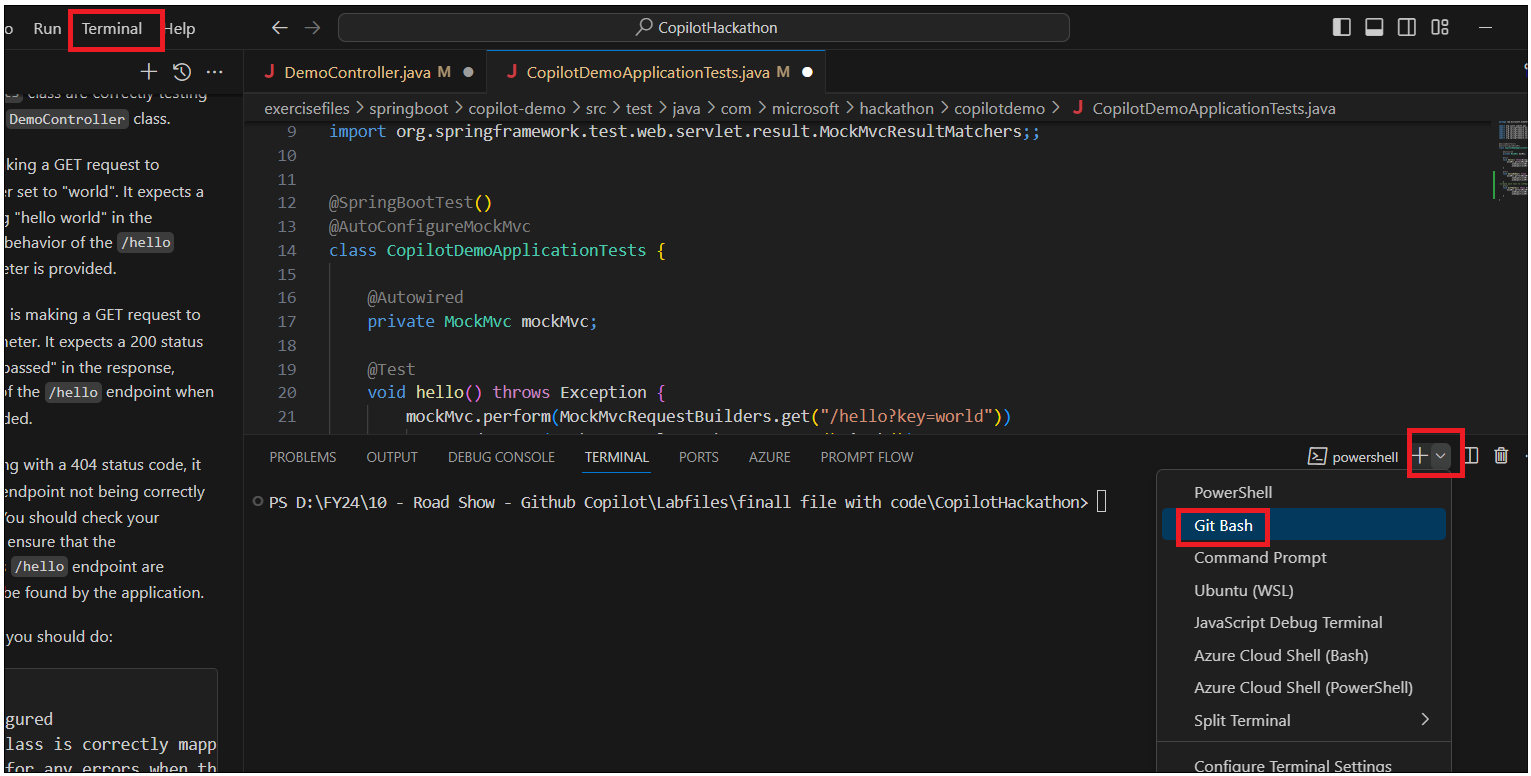 o Run Terminal Help
CopilotHackathon
DemoController.java M
CopilotDemoApplicationTests.java M
exercisefiles > springboot > copilot-demo > src > test > java > com > microsoft > hackathon > copilotdemo > CopilotDemoApplicationTests.java
class are correctly testing
DemoController class.
king a GET request to
r set to "world". It expects a
g "hello world" in the
behavior of the /hello
eter is provided.
is making a GET request to
neter. It expects a 200 status
passed" in the response,
of the /hello endpoint when
ded.
ng with a 404 status code, it
endpoint not being correctly
You should check your
ensure that the
/hello endpoint are
be found by the application.
you should do:
gured
lass is correctly mapp
for any errors when th
9 import org.springframework.test.web.servlet.result.MockMvcResultMatchers;;
10
11
12 @SpringBootTest()
13 @AutoConfigureMockMvc
14 class CopilotDemoApplicationTests {
15
16 @Autowired
17 private MockMvc mockMvc;
18
19 @Test
20 void hello() throws Exception {
21 mockMvc.perform(MockMvcRequestBuilders.get("/hello?key=world"))
PROBLEMS OUTPUT DEBUG CONSOLE TERMINAL PORTS AZURE PROMPT FLOW
powershell
PS D:\FY24\10 - Road Show - Github Copilot\Labfiles\finall file with code\CopilotHackathon>
PowerShell
Git Bash
Command Prompt
Ubuntu (WSL)
JavaScript Debug Terminal
Azure Cloud Shell (Bash)
Azure Cloud Shell (PowerShell)
Split Terminal
Configure Terminal Settings